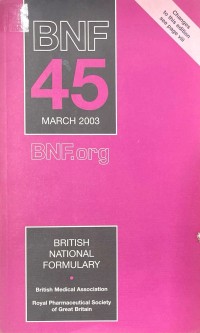 BNF
45
MARCH 2003
Changes
to this edition
see page xiii
BNF.org
BRITISH
NATIONAL
FORMULARY
British Medical Association
Royal Pharmaceutical Society
of Great Britain